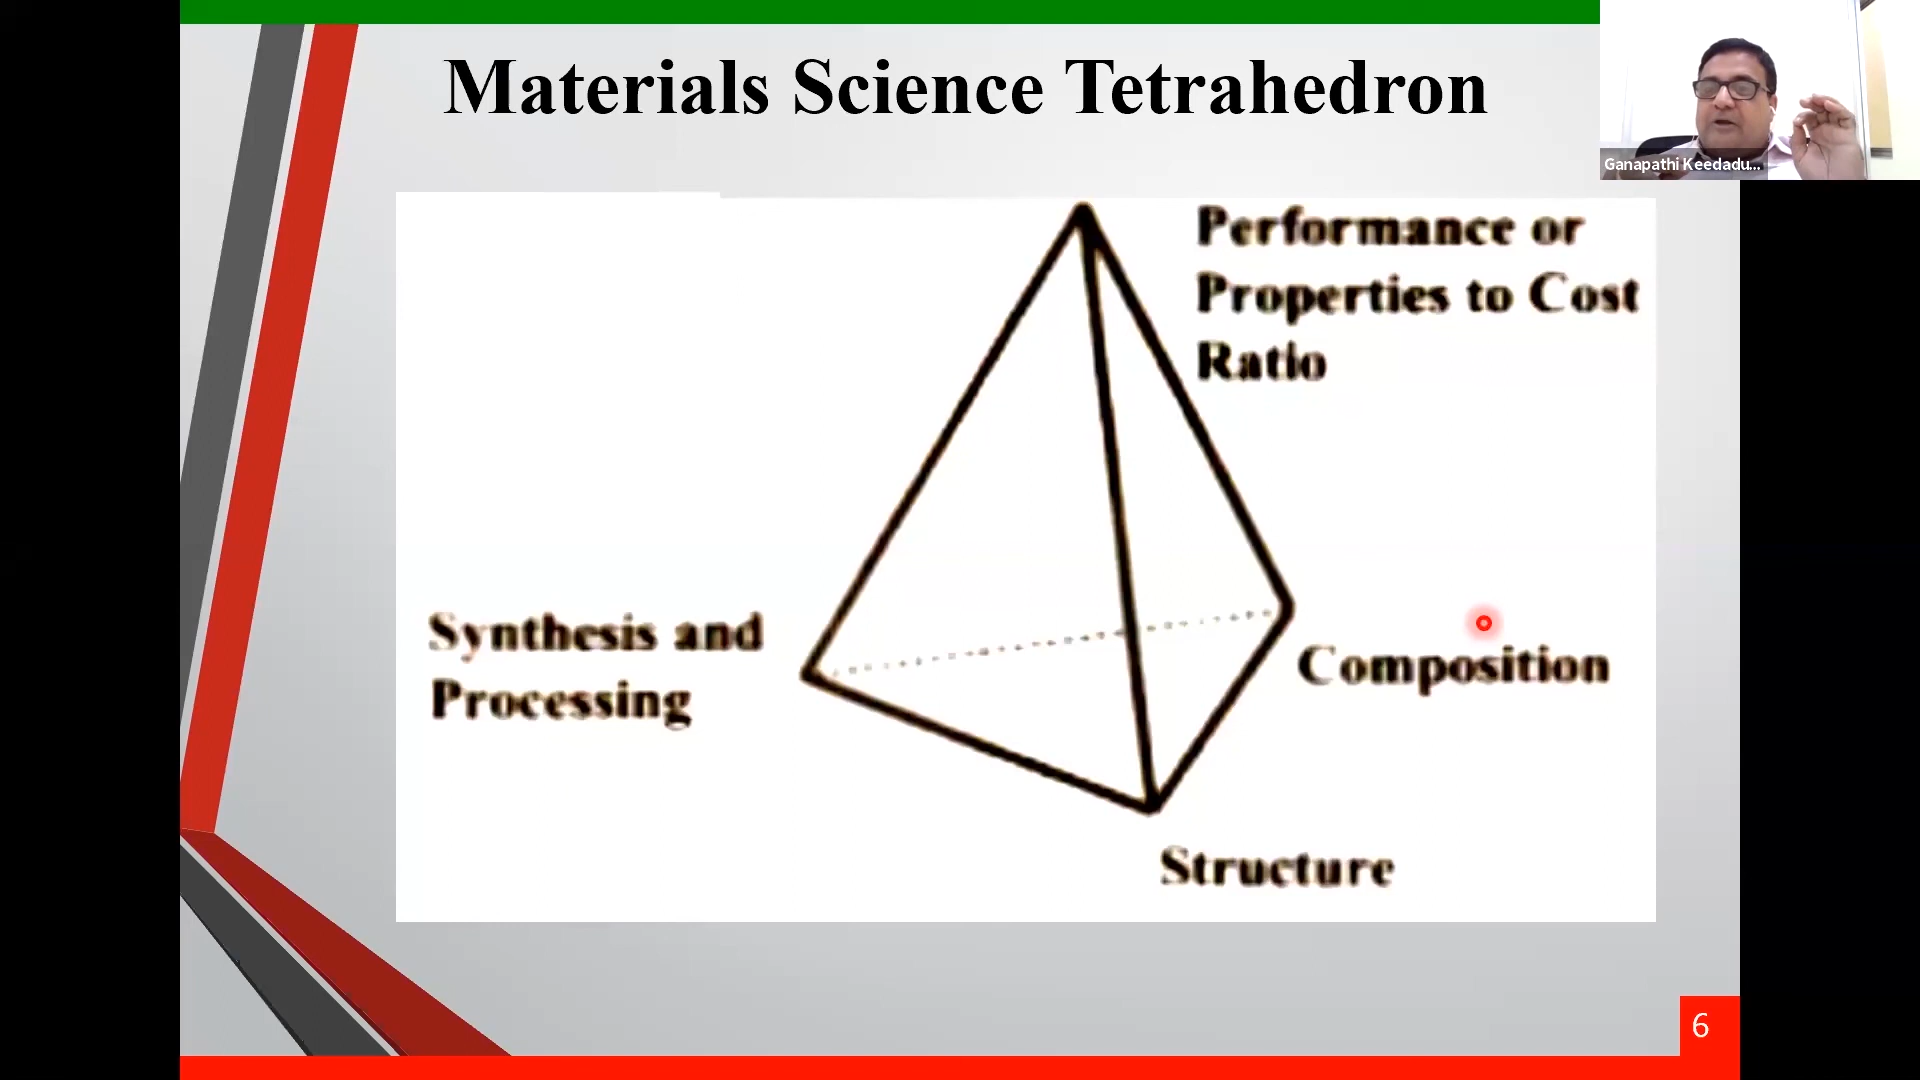 Materials Science Tetrahedron
Ganapathi Keedadu...
Performance or
Properties to Cost
Ratio
Synthesis and
Processing
Composition
Structure
6